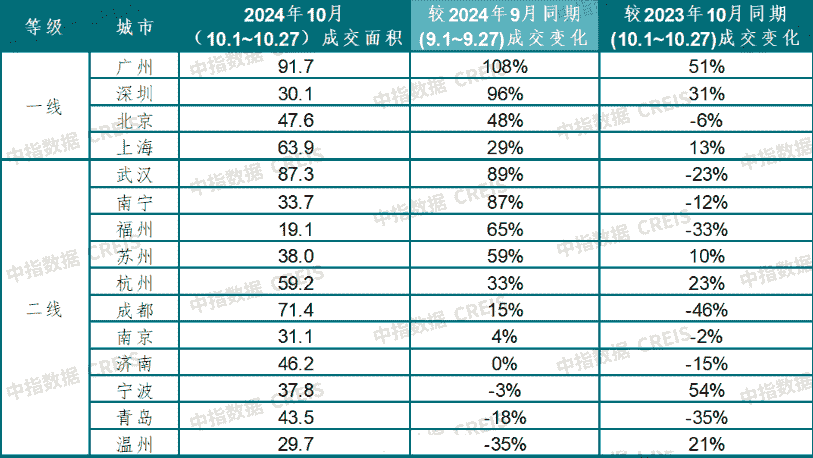 等级 城市 2024年10月（10.1~10.27）成交面积 较2024年9月同期(9.1~9.27)成交变化 较2023年10月同期(10.1~10.27)成交变化
一线 广州 91.7 108% 51%
深圳 30.1 96% 31%
北京 47.6 48% -6%
上海 63.9 29% 13%
二线 武汉 87.3 89% -23%
南宁 33.7 87% -12%
福州 19.1 65% -33%
苏州 38.0 59% 10%
杭州 59.2 33% 23%
成都 71.4 15% -46%
南京 31.1 4% -2%
济南 46.2 0% -15%
宁波 37.8 -3% 54%
青岛 43.5 -18% -35%
温州 29.7 -35% 21%
中指数据 CREIS